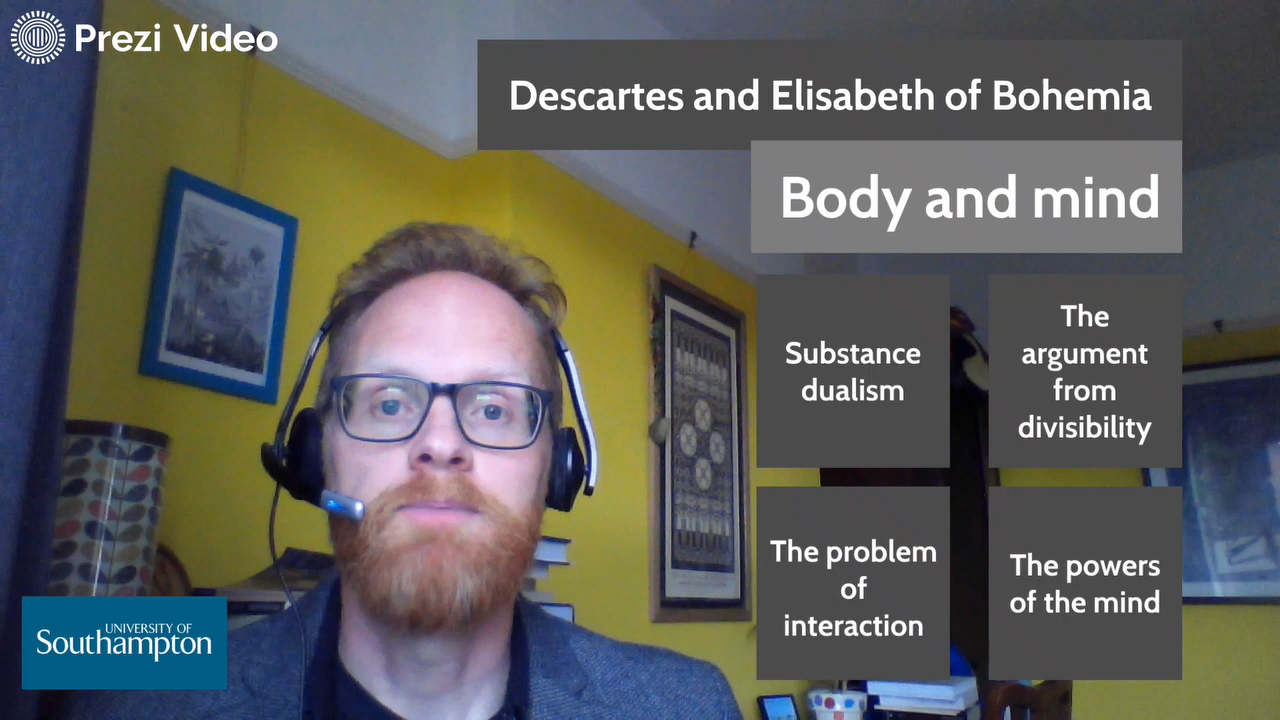 Prezi Video
Descartes and Elisabeth of Bohemia
Body and mind
Substance
dualism
The
argument
from
divisibility
The problem
of
interaction
The powers
of the mind
UNIVERSITY OF
Southampton